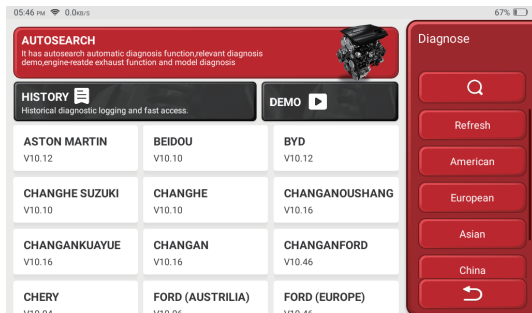 05:46 PM 0.0KB/S 67%
AUTOSEARCH
It has autosearch automatic diagnosis function,relevant diagnosis
demo,engine-reatde exhaust function and model diagnosis
HISTORY
Historical diagnostic logging and fast access.
DEMO
ASTON MARTIN
V10.12
BEIDOU
V10.10
BYD
V10.12
CHANGHE SUZUKI
V10.10
CHANGHE
V10.10
CHANGANOUSHANG
V10.16
CHANGANKUAYUE
V10.16
CHANGAN
V10.16
CHANGANFORD
V10.46
CHERY
FORD (AUSTRILIA)
FORD (EUROPE)
Diagnose
Refresh
American
European
Asian
China